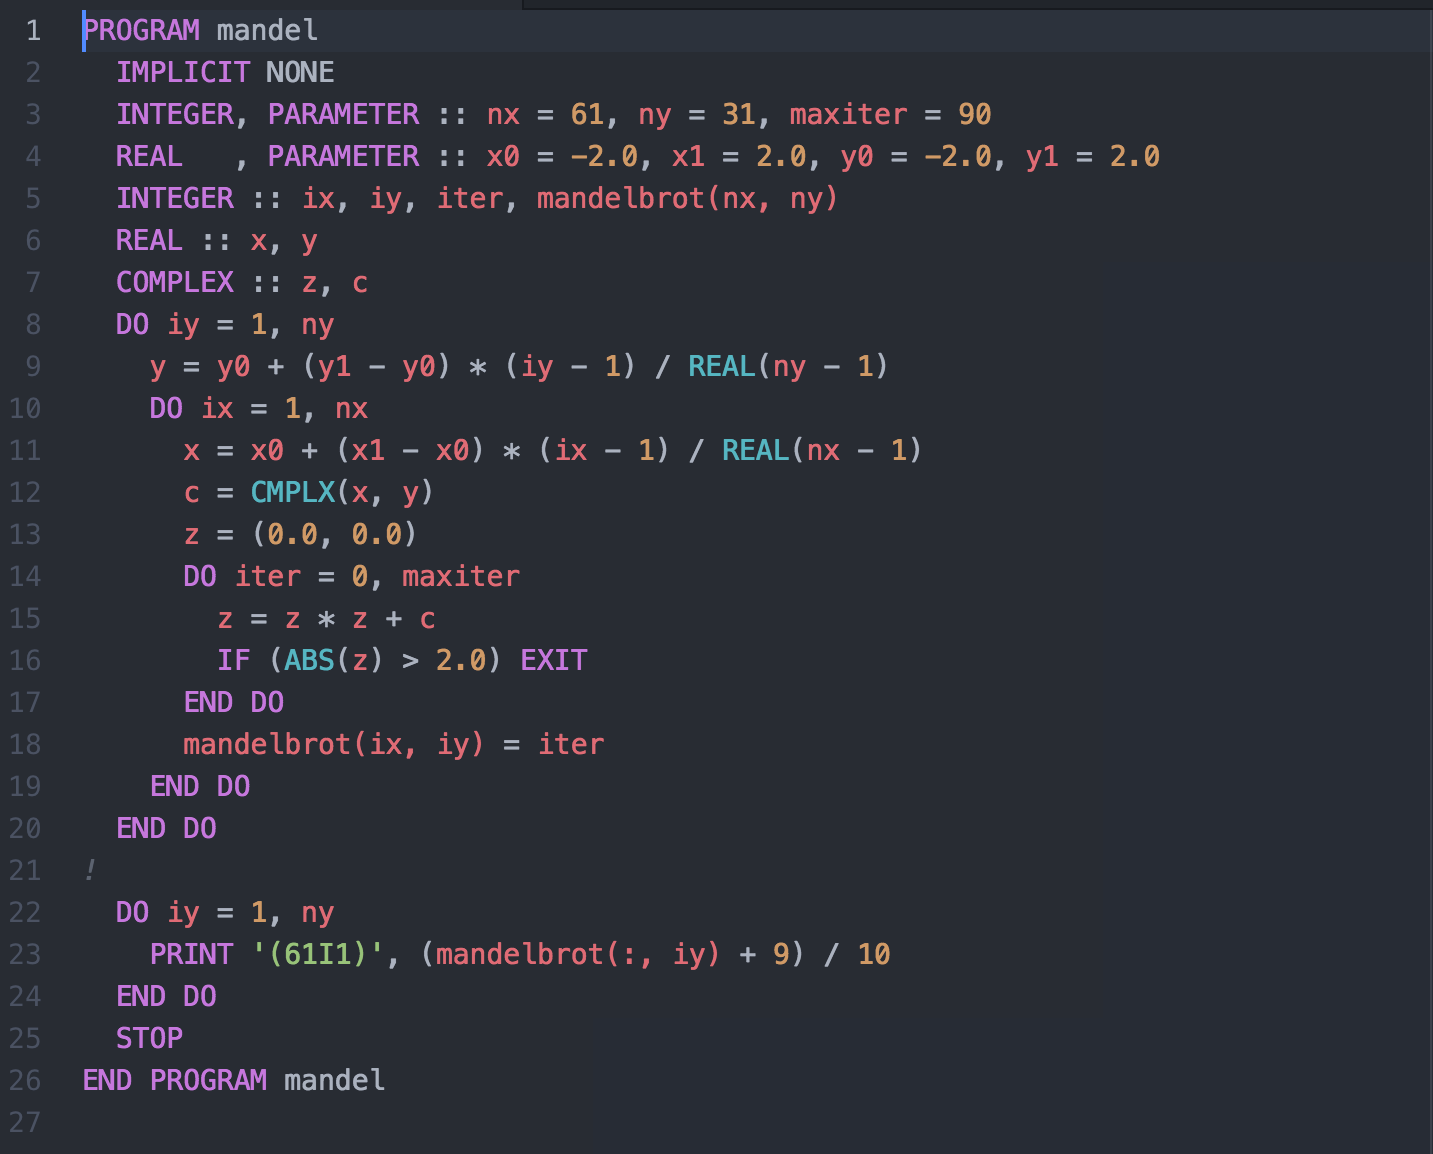 1 PROGRAM mandel
2   IMPLICIT NONE
3   INTEGER, PARAMETER :: nx = 61, ny = 31, maxiter = 90
4   REAL   , PARAMETER :: x0 = -2.0, x1 = 2.0, y0 = -2.0, y1 = 2.0
5   INTEGER :: ix, iy, iter, mandelbrot(nx, ny)
6   REAL :: x, y
7   COMPLEX :: z, c
8   DO iy = 1, ny
9     y = y0 + (y1 - y0) * (iy - 1) / REAL(ny - 1)
10     DO ix = 1, nx
11       x = x0 + (x1 - x0) * (ix - 1) / REAL(nx - 1)
12       c = CMPLX(x, y)
13       z = (0.0, 0.0)
14       DO iter = 0, maxiter
15         z = z * z + c
16         IF (ABS(z) > 2.0) EXIT
17       END DO
18       mandelbrot(ix, iy) = iter
19     END DO
20   END DO
21 !
22   DO iy = 1, ny
23     PRINT '(61I1)', (mandelbrot(:, iy) + 9) / 10
24   END DO
25   STOP
26 END PROGRAM mandel
27